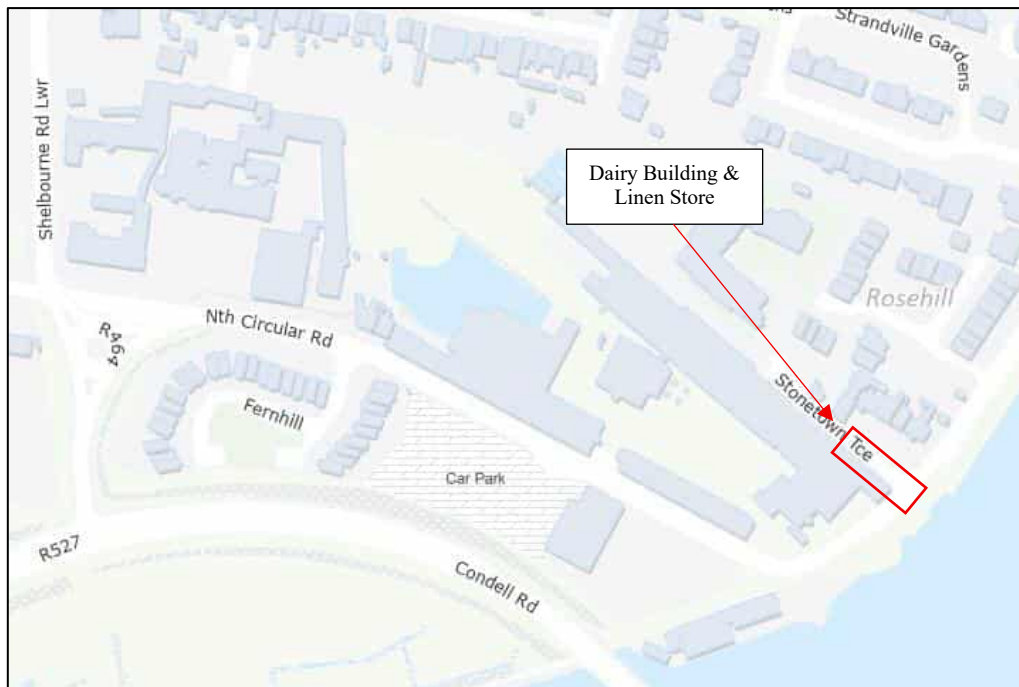 Strandville Gardens
Shelbourne Rd Lwr
Dairy Building &
Linen Store
Rosehill
Nth Circular Rd
R464
Fernhill
Stonetown Tce
Car Park
R527
Condell Rd